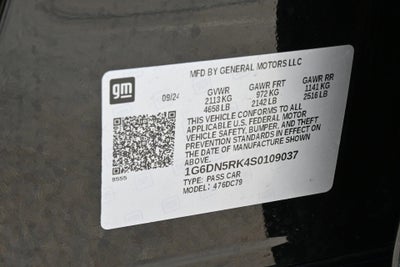 gm
MFD BY GENERAL MOTORS LLC
09/24
GVWR GAWR FRT GAWR RR
2113 KG 972 KG 1141 KG
4658 LB 2142 LB 2516 LB
THIS VEHICLE CONFORMS TO ALL
APPLICABLE U.S. FEDERAL MOTOR
VEHICLE SAFETY, BUMPER, AND THEFT
PREVENTION STANDARDS IN EFFECT ON
THE DATE OF MANUFACTURE SHOWN
ABOVE.
1G6DN5RK4S0109037
TYPE: PASS CAR
MODEL: 476DC79